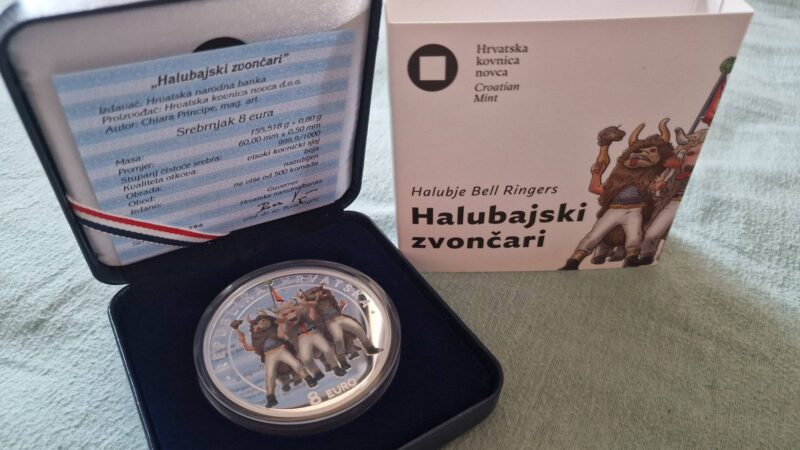 „Halubajski zvončari”
Izdavač: Hrvatska narodna banka
Proizvođač: Hrvatska kovnica novca d.o.o.
Autor: Chiara Principe, mag. art
Srebrnjak 8 eura
Masa: 155,518 g + 0,80 g
Promjer: 60,00 mm ± 0,50 mm
Stupanj čistoće srebra: 999,9/1000
Kvaliteta otkova: visoki kovnički sjaj
Obrada: boja
Obod: nazubljen
Izdano: ne više od 500 komada
Guverner
Hrvatske narodne banke
REPUBLIKA HRVATSKA
8 EURO
Hrvatska
kovnica
novca
Croatian
Mint
Halubje Bell Ringers
Halubajski
zvončari